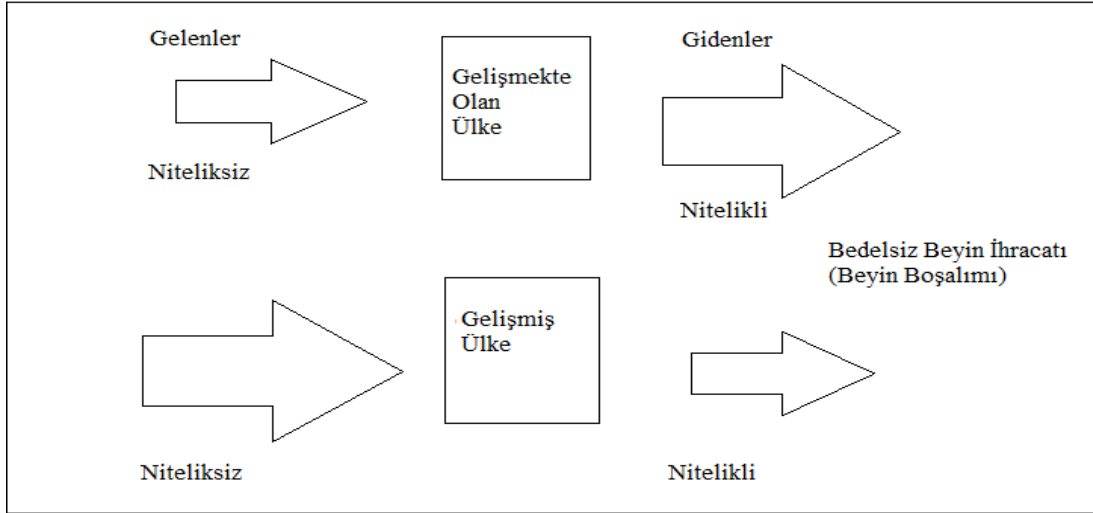 Gelenler
Gidenler
Gelişmekte
Olan
Ülke
Niteliksiz
Nitelikli
Bedelsiz Beyin İhracatı
(Beyin Boşalımı)
Gelişmiş
Ülke
Niteliksiz
Nitelikli